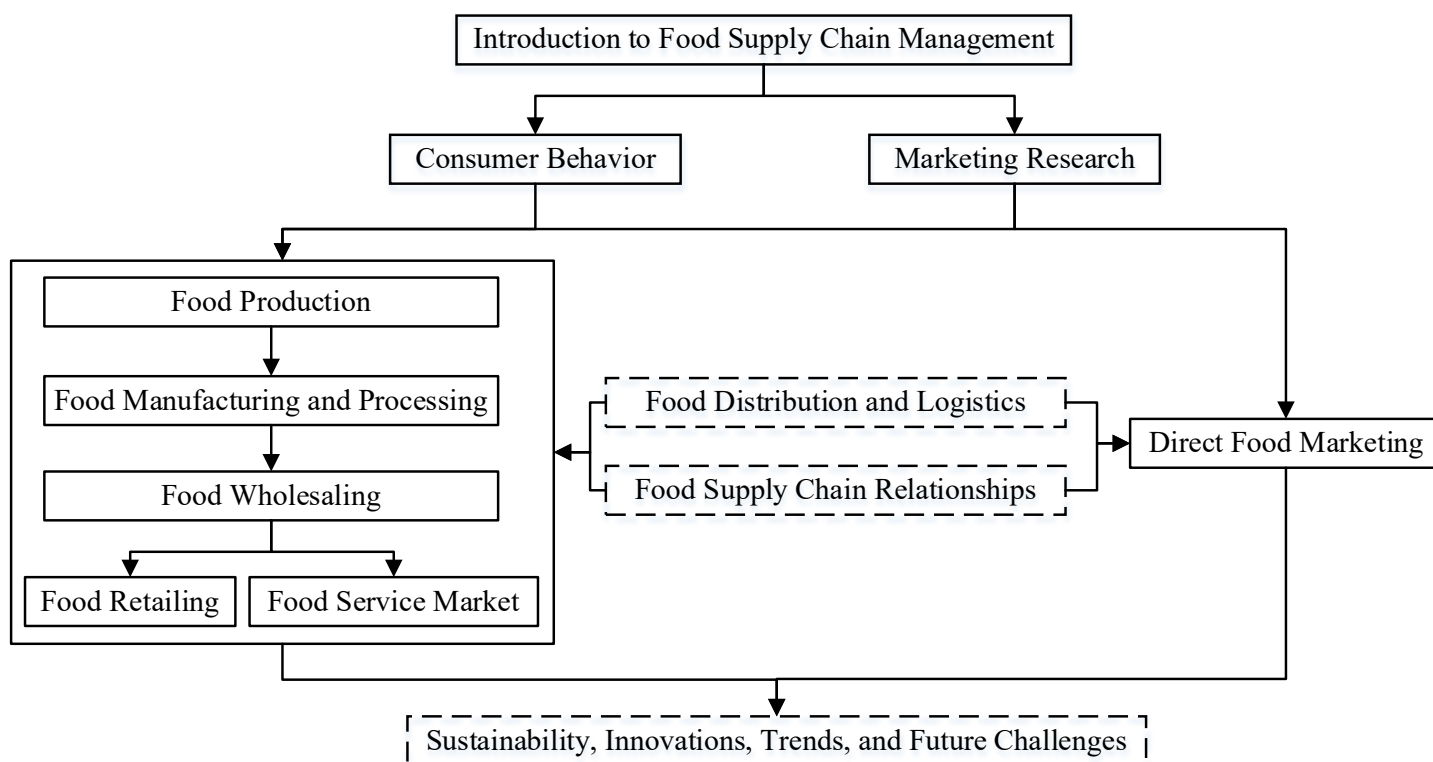 Introduction to Food Supply Chain Management
Consumer Behavior
Marketing Research
Food Production
Food Manufacturing and Processing
Food Distribution and Logistics
Direct Food Marketing
Food Wholesaling
Food Supply Chain Relationships
Food Retailing
Food Service Market
Sustainability, Innovations, Trends, and Future Challenges